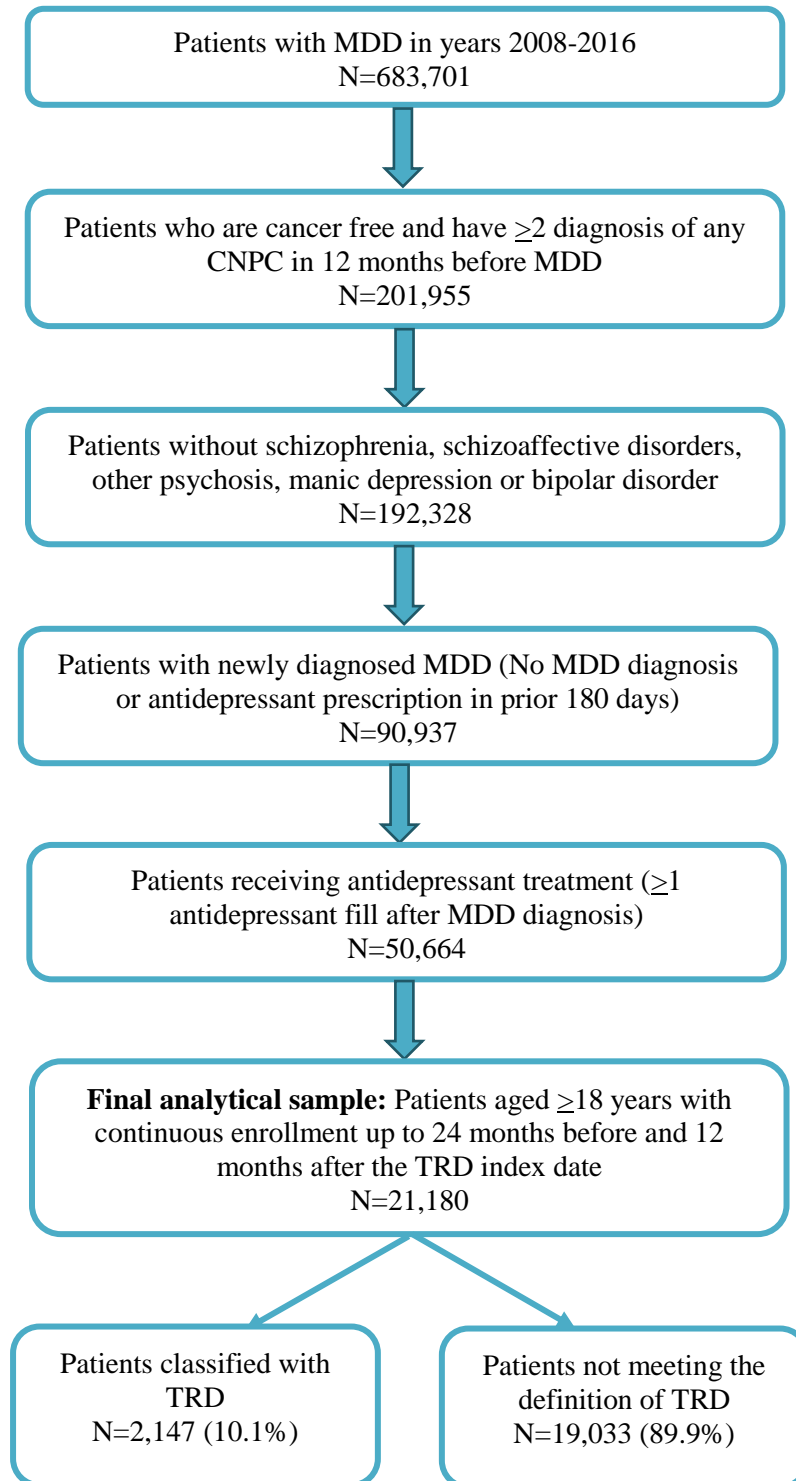 Patients with MDD in years 2008-2016
N=683,701
Patients who are cancer free and have ≥2 diagnosis of any
CNPC in 12 months before MDD
N=201,955
Patients without schizophrenia, schizoaffective disorders,
other psychosis, manic depression or bipolar disorder
N=192,328
Patients with newly diagnosed MDD (No MDD diagnosis
or antidepressant prescription in prior 180 days)
N=90,937
Patients receiving antidepressant treatment (≥1
antidepressant fill after MDD diagnosis)
N=50,664
Final analytical sample: Patients aged ≥18 years with
continuous enrollment up to 24 months before and 12
months after the TRD index date
N=21,180
Patients classified with
TRD
N=2,147 (10.1%)
Patients not meeting the
definition of TRD
N=19,033 (89.9%)